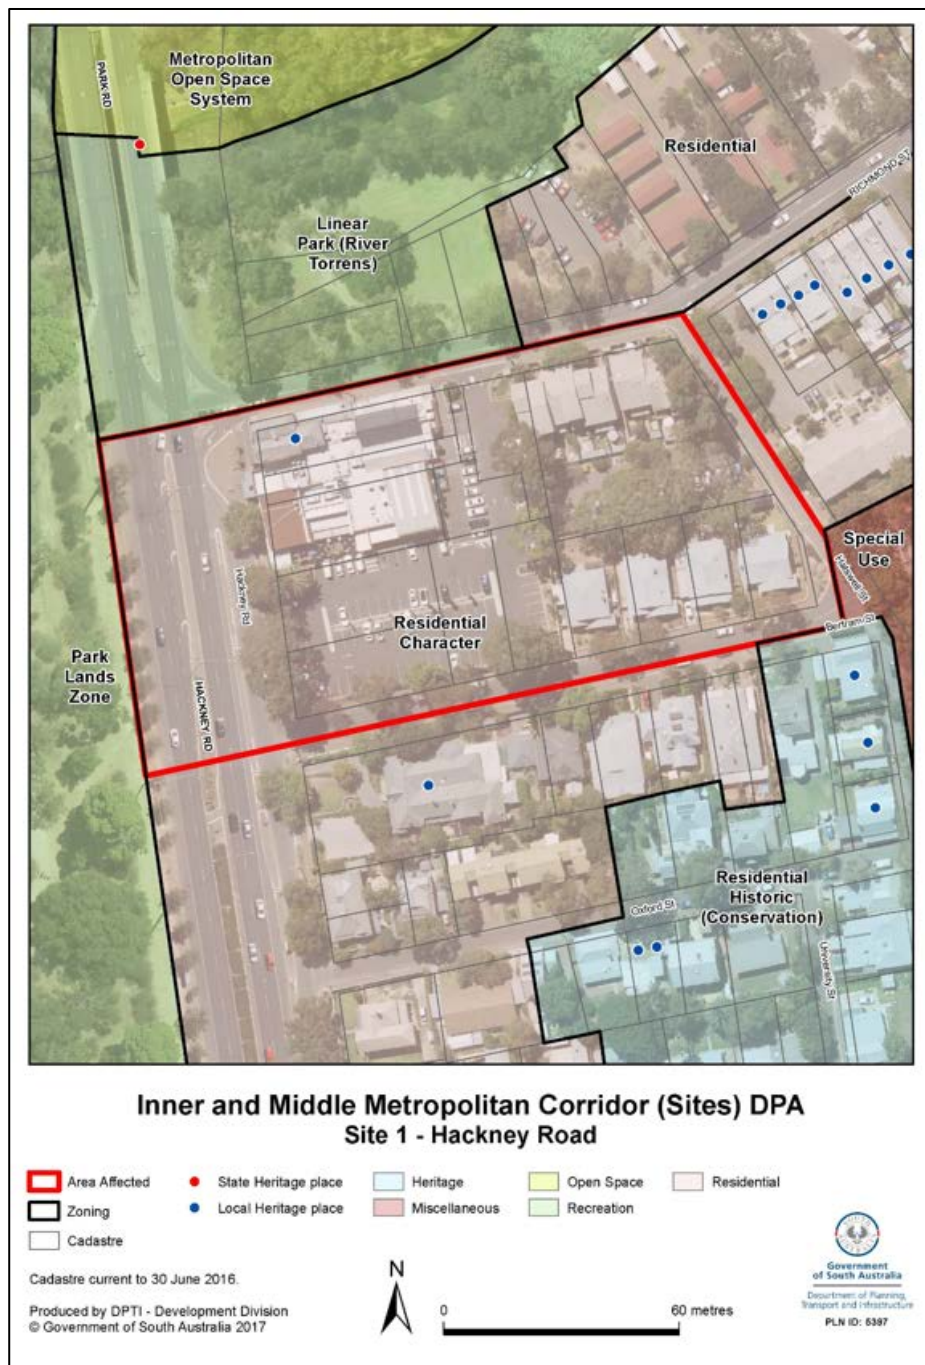 PARK RD
Metropolitan
Open Space
System
Residential
RICHMOND ST
Linear
Park (River
Torrens)
Special
Use
Hatswell St
Bertram St
Hackney Rd
Residential
Character
Park
Lands
Zone
HACKNEY RD
Residential
Historic
(Conservation)
Oxford St
University St
Inner and Middle Metropolitan Corridor (Sites) DPA
Site 1 - Hackney Road
Area Affected
State Heritage place
Heritage
Open Space
Residential
Zoning
Local Heritage place
Miscellaneous
Recreation
Cadastre
Cadastre current to 30 June 2016.
Produced by DPTI - Development Division
© Government of South Australia 2017
N
0
60 metres
Government
of South Australia
Department of Planning,
Transport and Infrastructure
PLN ID: 5397